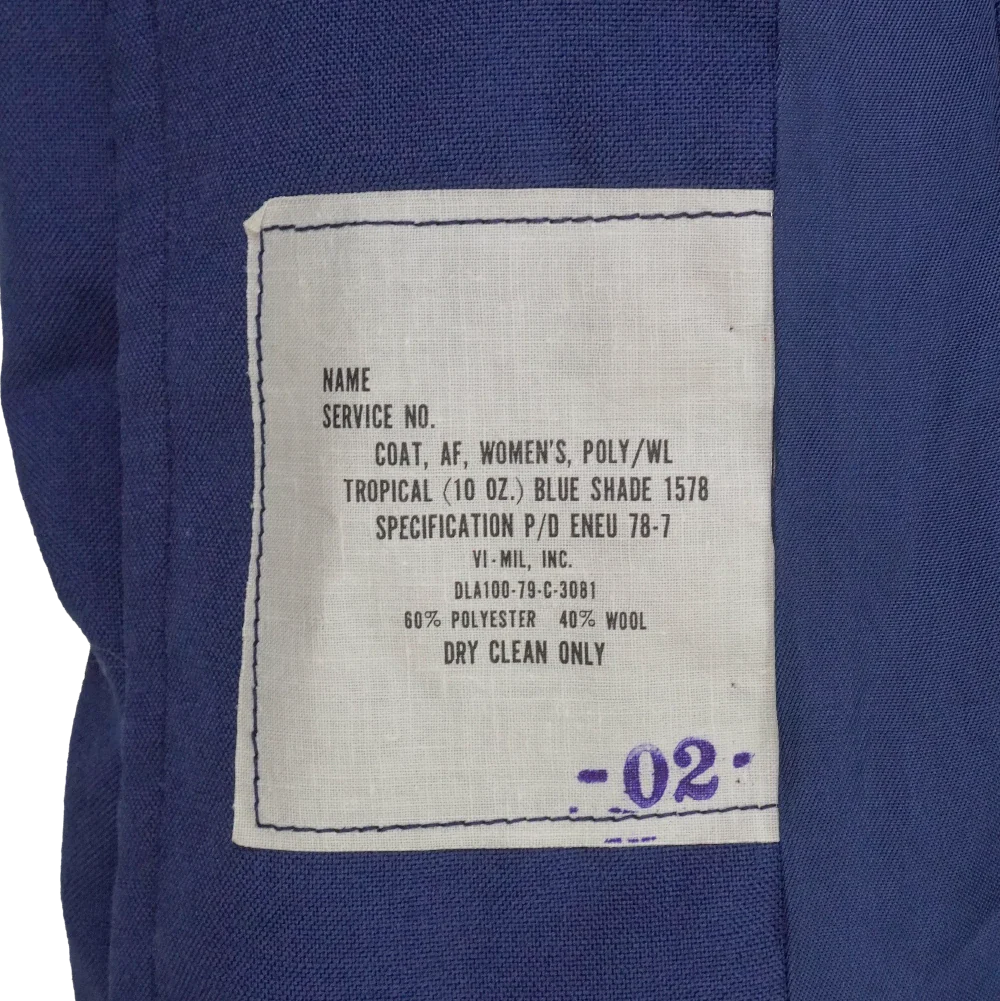 NAME
SERVICE NO.
COAT, AF, WOMEN'S, POLY/WL
TROPICAL (10 OZ.) BLUE SHADE 1578
SPECIFICATION P/D ENEU 78-7
VI-MIL, INC.
DLA100-79-C-3081
60% POLYESTER 40% WOOL
DRY CLEAN ONLY
-02-